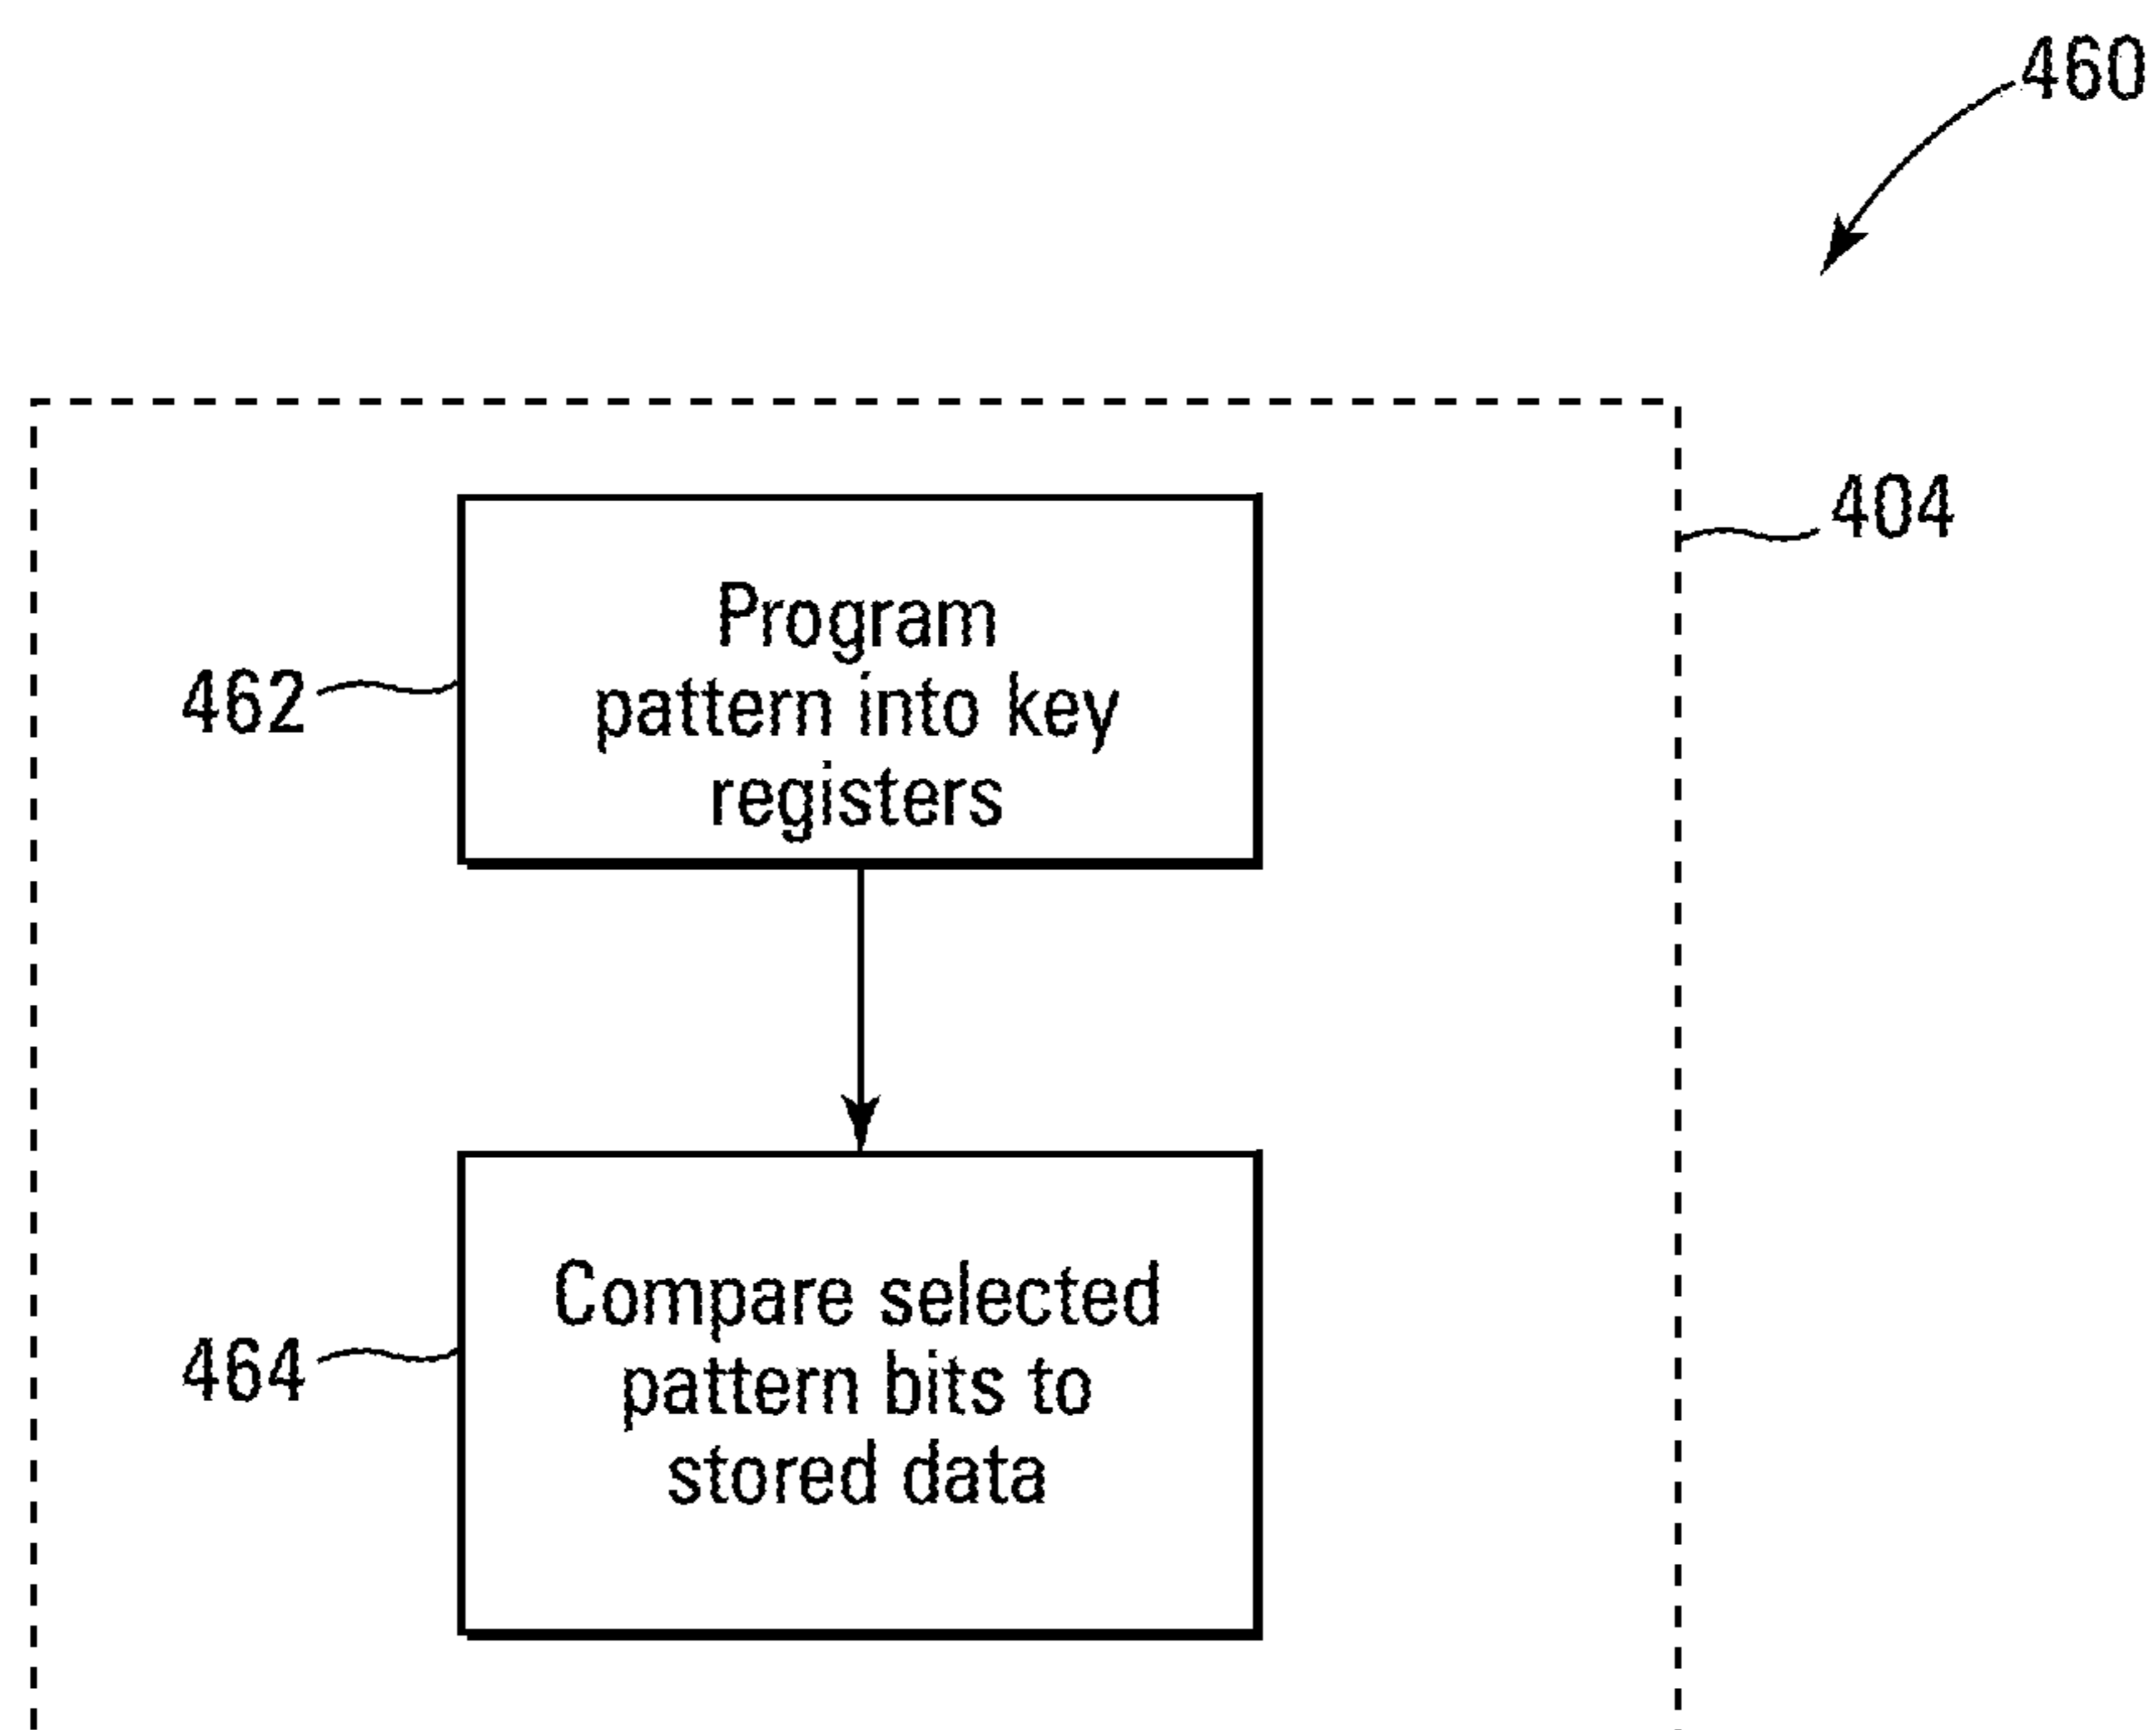 460
404
Program
pattern into key
registers
462
Compare selected
pattern bits to
stored data
464